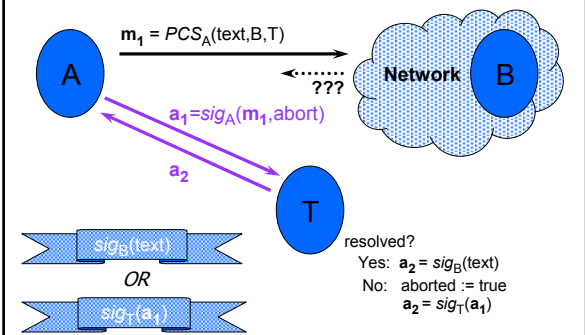 m₁ = PCS_A(text,B,T)
A
Network
B
???
a₁=sig_A(m₁,abort)
a₂
T
resolved?
sig_B(text)
Yes: a₂ = sig_B(text)
OR
No: aborted := true
sig_T(a₁)
a₂ = sig_T(a₁)